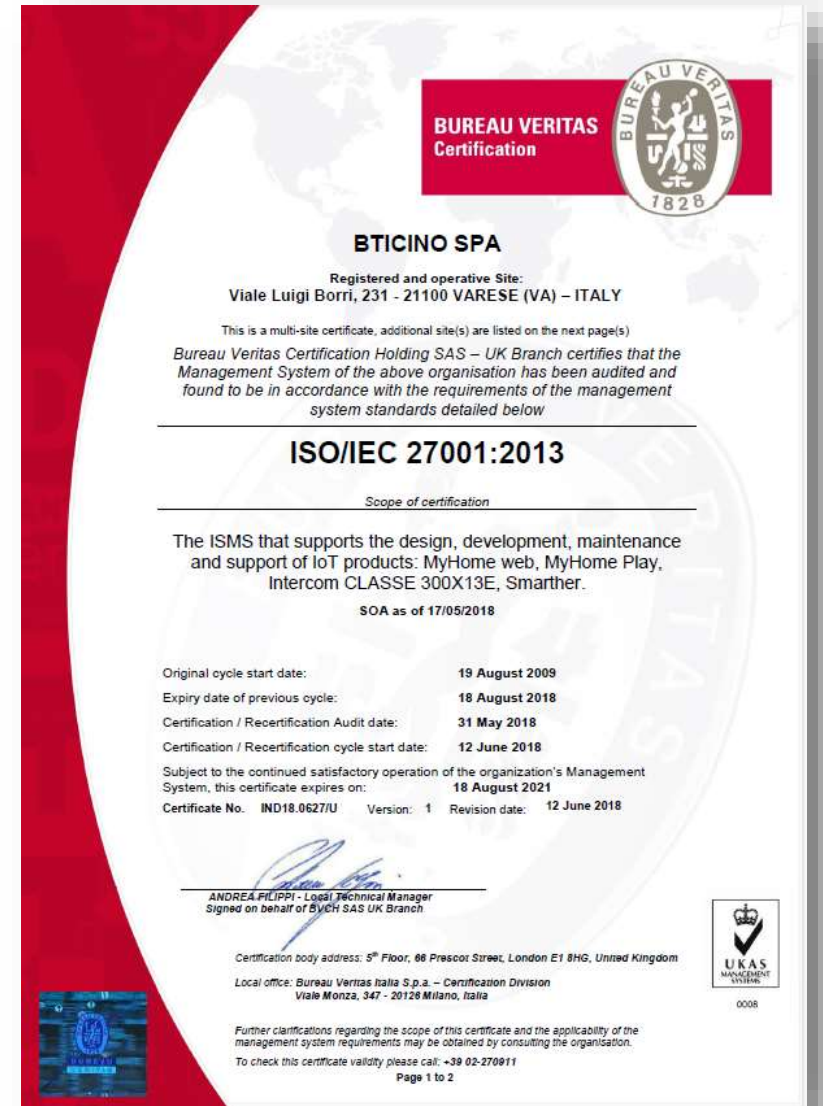 BUREAU VERITAS
Certification
BUREAU VERITAS
1828
BTICINO SPA
Registered and operative Site:
Viale Luigi Borri, 231 - 21100 VARESE (VA) – ITALY
This is a multi-site certificate, additional site(s) are listed on the next page(s)
Bureau Veritas Certification Holding SAS – UK Branch certifies that the
Management System of the above organisation has been audited and
found to be in accordance with the requirements of the management
system standards detailed below
ISO/IEC 27001:2013
Scope of certification
The ISMS that supports the design, development, maintenance
and support of IoT products: MyHome web, MyHome Play,
Intercom CLASSE 300X13E, Smarther.
SOA as of 17/05/2018
Original cycle start date: 19 August 2009
Expiry date of previous cycle: 18 August 2018
Certification / Recertification Audit date: 31 May 2018
Certification / Recertification cycle start date: 12 June 2018
Subject to the continued satisfactory operation of the organization's Management
System, this certificate expires on: 18 August 2021
Certificate No. IND18.0627/U Version: 1 Revision date: 12 June 2018
ANDREA FILIPPI - Local Technical Manager
Signed on behalf of BVCH SAS UK Branch
Certification body address: 5th Floor, 66 Prescot Street, London E1 8HG, United Kingdom
Local office: Bureau Veritas Italia S.p.a. – Certification Division
Viale Monza, 347 - 20126 Milano, Italia
Further clarifications regarding the scope of this certificate and the applicability of the
management system requirements may be obtained by consulting the organisation.
To check this certificate validity please call: +39 02-270911
Page 1 to 2
UKAS
MANAGEMENT
SYSTEMS
0008
BUREAU
VERITAS